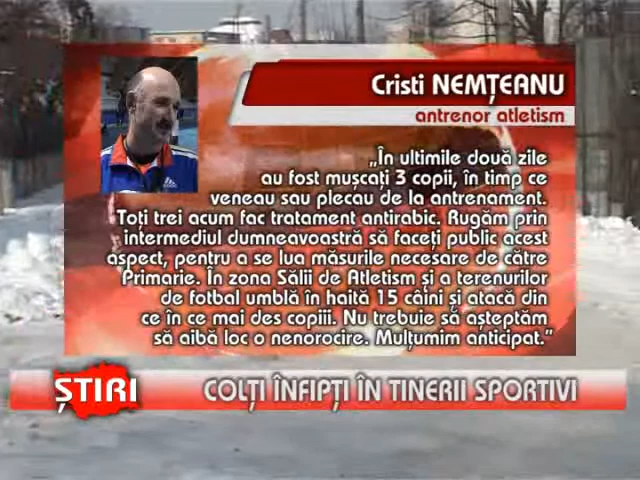 Cristi NEMȚEANU
antrenor atletism
„În ultimile două zile
au fost mușcați 3 copii, în timp ce
veneau sau plecau de la antrenament.
Toți trei acum fac tratament antirabic. Rugăm prin
intermediul dumneavoastră să faceți public acest
aspect, pentru a se lua măsurile necesare de către
Primarie. În zona Sălii de Atletism și a terenurilor
de fotbal umblă în haită 15 câini și atacă din
ce în ce mai des copiii. Nu trebuie să așteptăm
să aibă loc o nenorocire. Mulțumim anticipat.”
ȘTIRI
COLȚI ÎNFIPȚI ÎN TINERII SPORTIVI